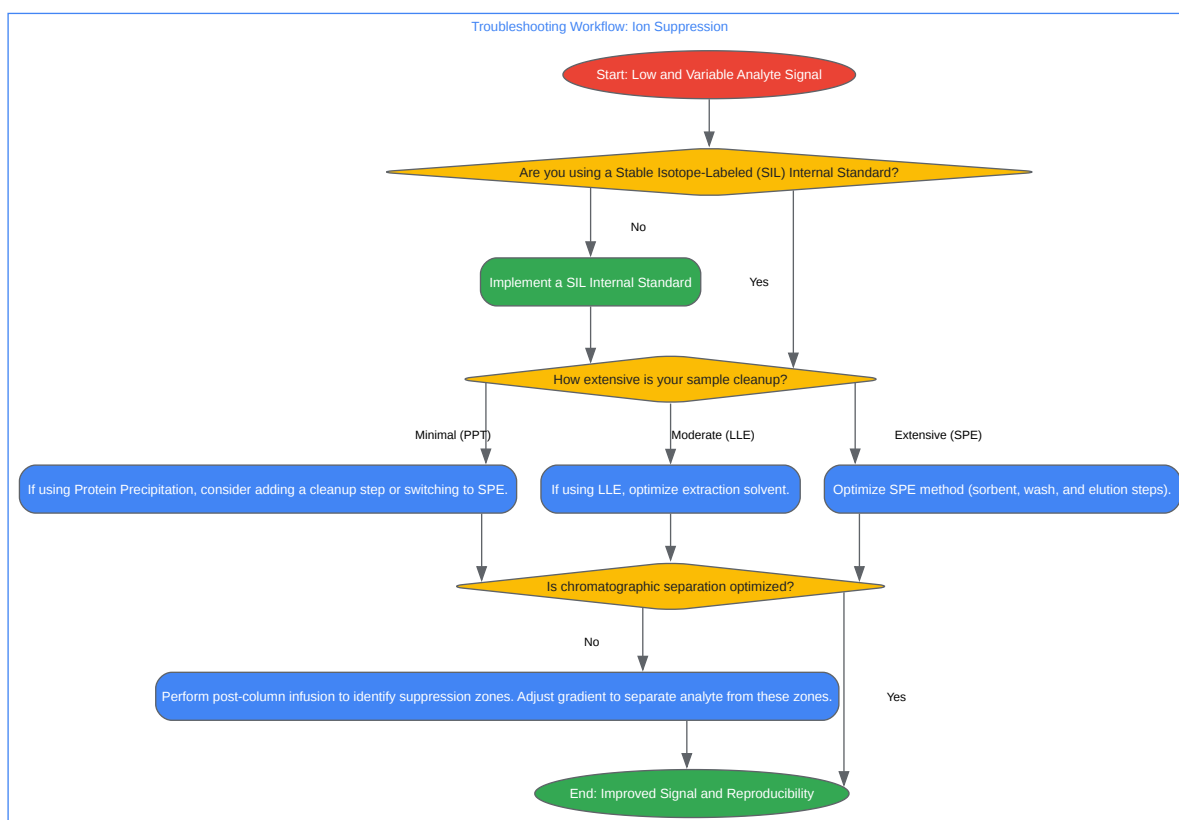 Troubleshooting Workflow: Ion Suppression
Start: Low and Variable Analyte Signal
Are you using a Stable Isotope-Labeled (SIL) Internal Standard?
No
Implement a SIL Internal Standard
Yes
How extensive is your sample cleanup?
Minimal (PPT)
Moderate (LLE)
Extensive (SPE)
If using Protein Precipitation, consider adding a cleanup step or switching to SPE.
If using LLE, optimize extraction solvent.
Optimize SPE method (sorbent, wash, and elution steps).
Is chromatographic separation optimized?
No
Perform post-column infusion to identify suppression zones. Adjust gradient to separate analyte from these zones.
Yes
End: Improved Signal and Reproducibility